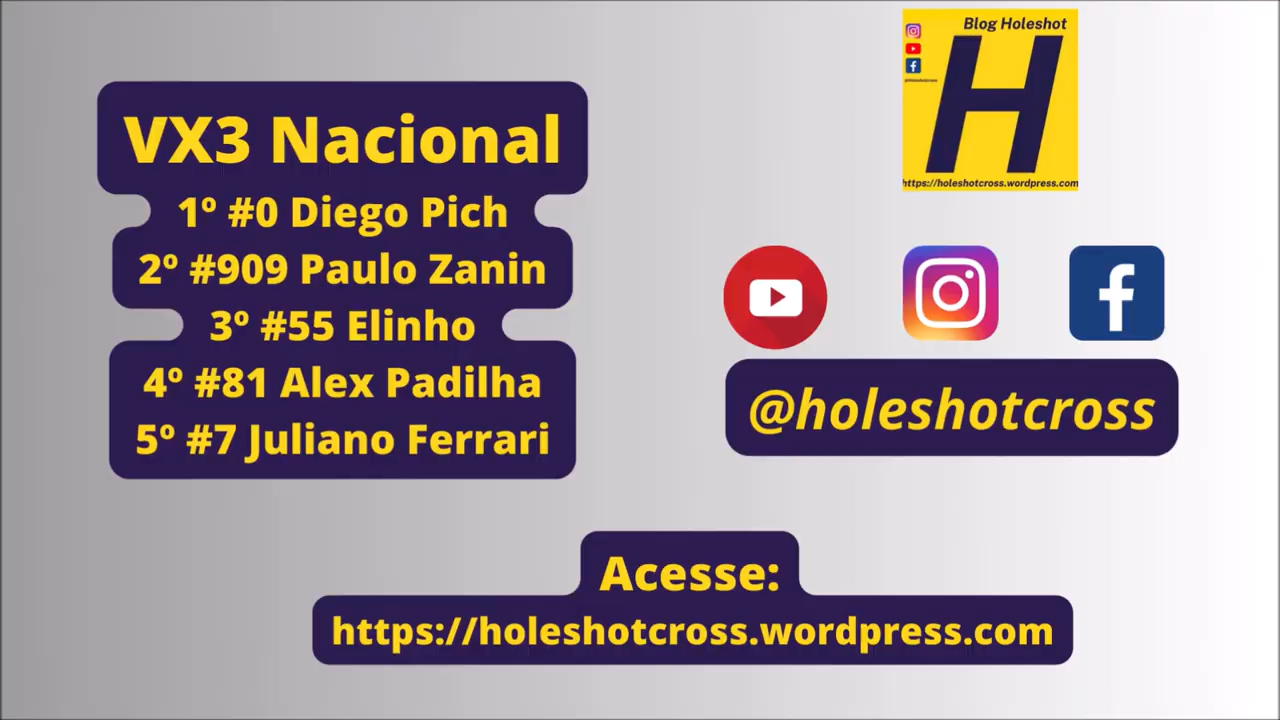 Blog Holeshot
H
https://holeshotcross.wordpress.com
VX3 Nacional
1º #0 Diego Pich
2º #909 Paulo Zanin
3º #55 Elinho
4º #81 Alex Padilha
5º #7 Juliano Ferrari
@holeshotcross
Acesse:
https://holeshotcross.wordpress.com